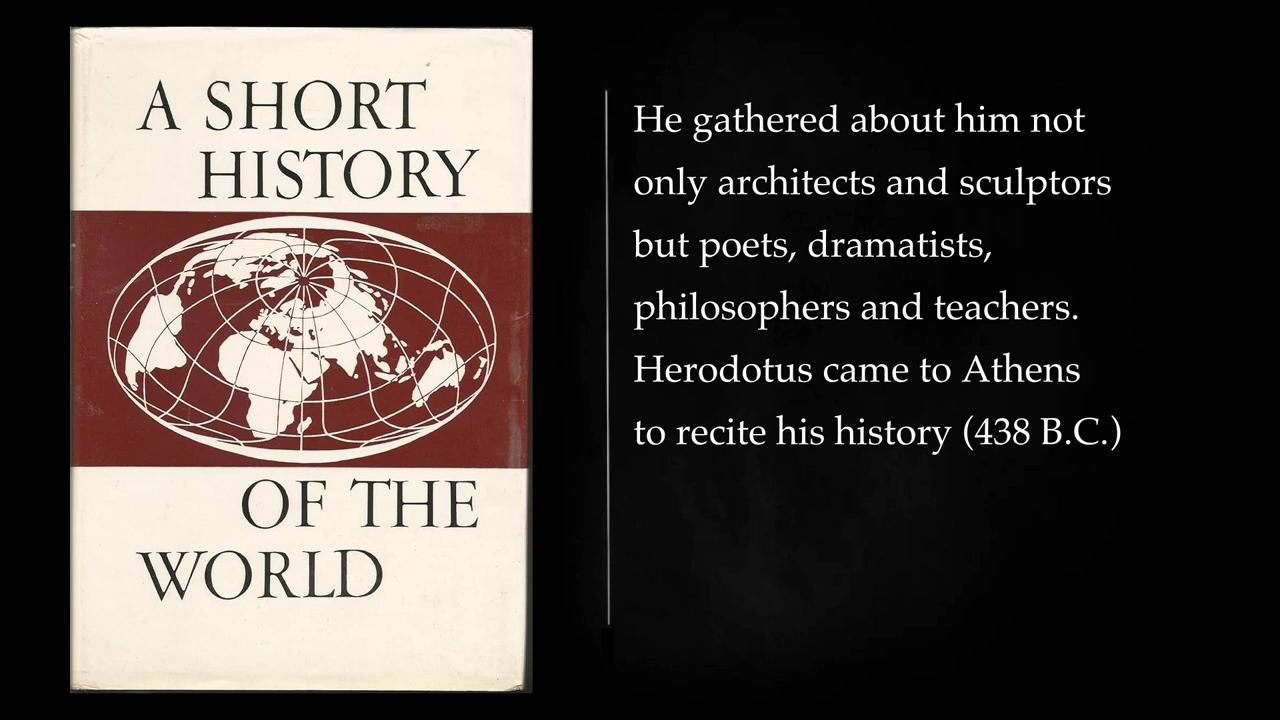 A SHORT
HISTORY
OF THE
WORLD
He gathered about him not
only architects and sculptors
but poets, dramatists,
philosophers and teachers.
Herodotus came to Athens
to recite his history (438 B.C.)